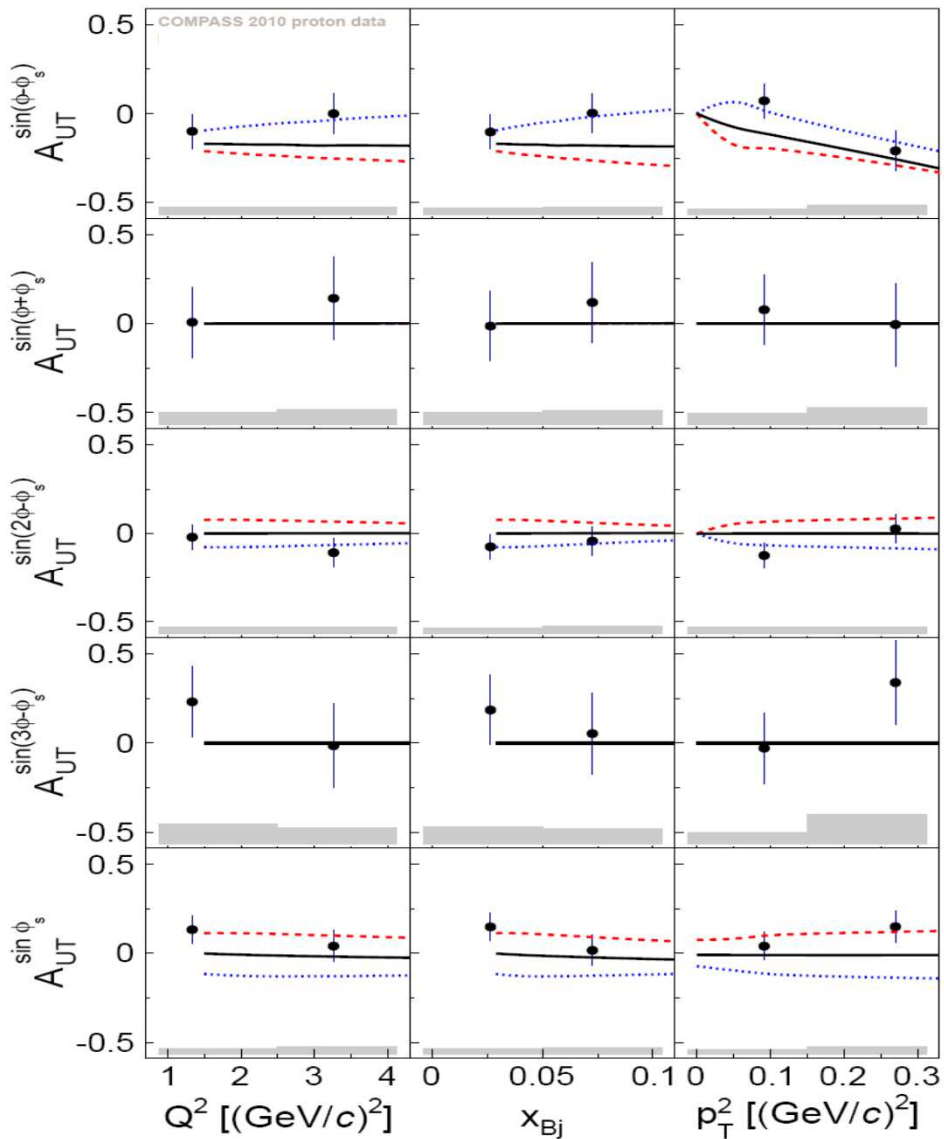 COMPASS 2010 proton data
A_UT^sin(ϕ-ϕ_s)
0.5
0
-0.5
A_UT^sin(ϕ+ϕ_s)
0.5
0
-0.5
A_UT^sin(2ϕ-ϕ_s)
0.5
0
-0.5
A_UT^sin(3ϕ-ϕ_s)
0.5
0
-0.5
A_UT^sin ϕ_s
0.5
0
-0.5
1 2 3 4 0 0.05 0.1 0 0.1 0.2 0.3
Q² [(GeV/c)²] x_Bj p_T² [(GeV/c)²]